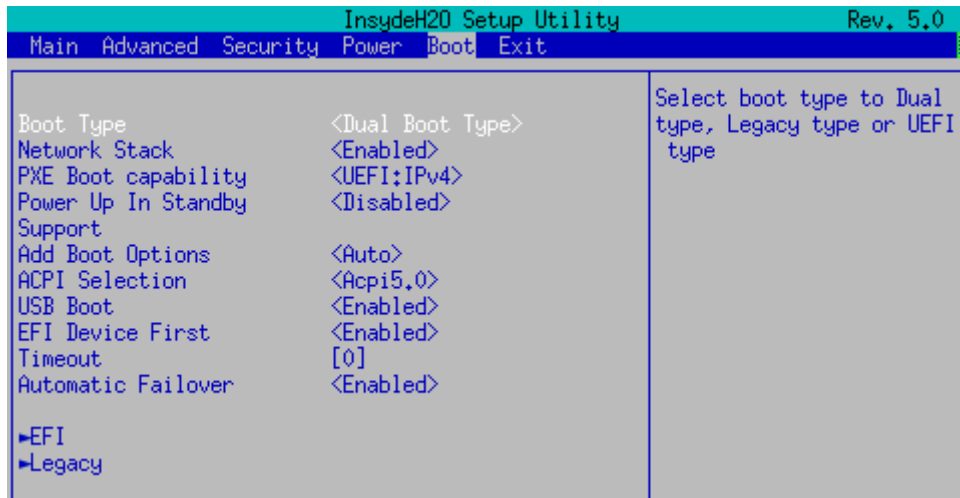 InsydeH2O Setup Utility Rev. 5.0
Main Advanced Security Power Boot Exit
Boot Type <Dual Boot Type>
Network Stack <Enabled>
PXE Boot capability <UEFI:IPv4>
Power Up In Standby <Disabled>
Support
Add Boot Options <Auto>
ACPI Selection <Acpi5.0>
USB Boot <Enabled>
EFI Device First <Enabled>
Timeout [0]
Automatic Failover <Enabled>
►EFI
►Legacy
Select boot type to Dual
type, Legacy type or UEFI
type